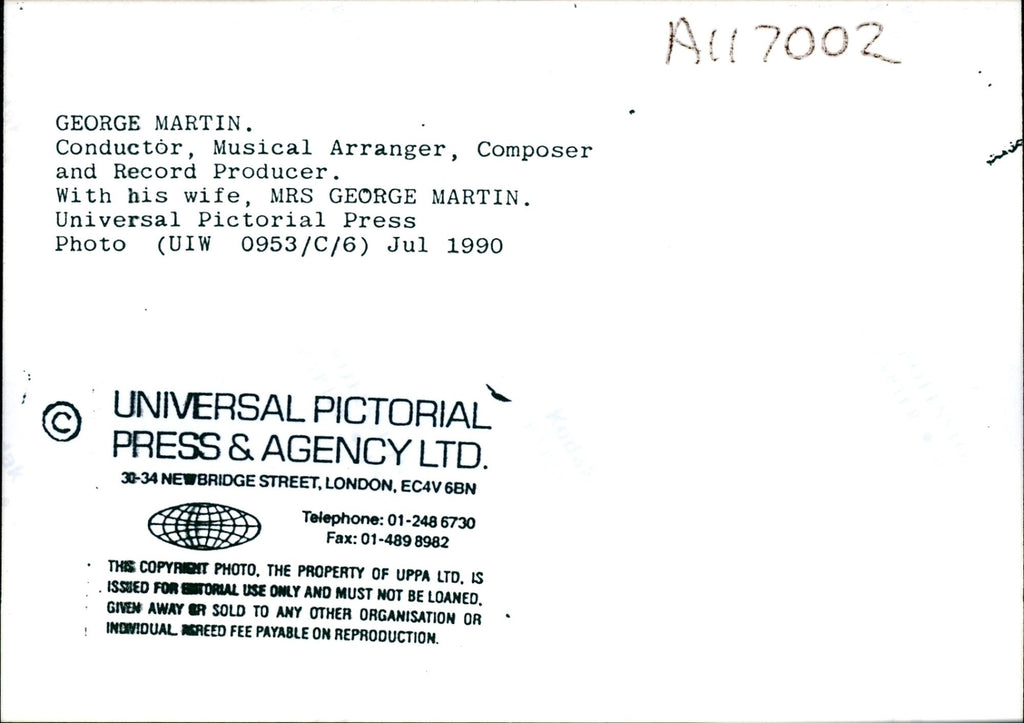 A117002
GEORGE MARTIN.
Conductor, Musical Arranger, Composer
and Record Producer.
With his wife, MRS GEORGE MARTIN.
Universal Pictorial Press
Photo (UIW 0953/C/6) Jul 1990
© UNIVERSAL PICTORIAL
PRESS & AGENCY LTD.
30-34 NEWBRIDGE STREET, LONDON, EC4V 6BN
Telephone: 01-248 6730
Fax: 01-489 8982
THIS COPYRIGHT PHOTO, THE PROPERTY OF UPPA LTD, IS
ISSUED FOR EDITORIAL USE ONLY AND MUST NOT BE LOANED,
GIVEN AWAY OR SOLD TO ANY OTHER ORGANISATION OR
INDIVIDUAL. AGREED FEE PAYABLE ON REPRODUCTION.